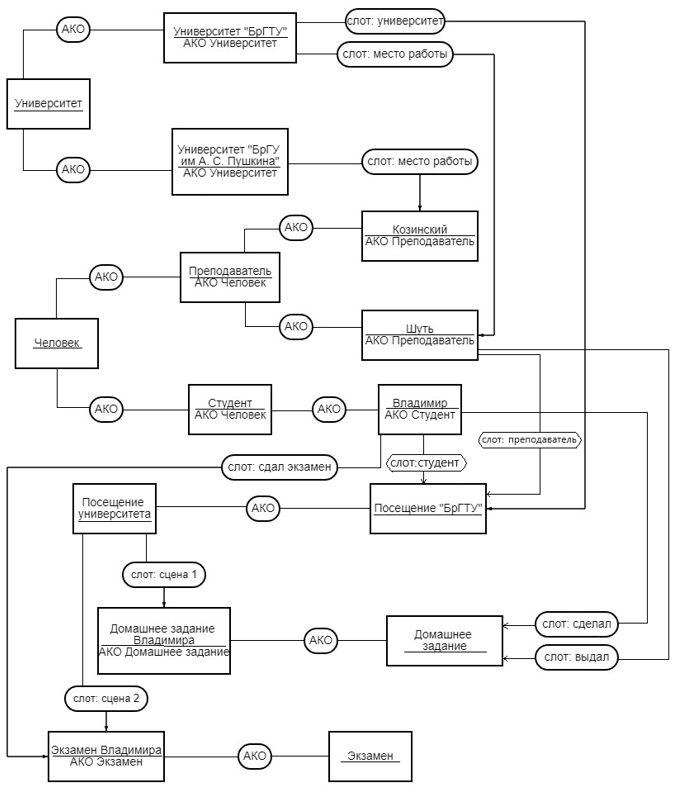 АКО
Университет "БрГТУ"
АКО Университет
слот: университет
слот: место работы
Университет
АКО
Университет "БрГУ
им А. С. Пушкина"
АКО Университет
слот: место работы
АКО
Козинский
АКО Преподаватель
АКО
Преподаватель
АКО Человек
АКО
Шуть
АКО Преподаватель
Человек
АКО
Студент
АКО Человек
АКО
Владимир
АКО Студент
слот: преподаватель
слот: сдал экзамен
слот:студент
Посещение
университета
АКО
Посещение "БрГТУ"
слот: сцена 1
Домашнее задание
Владимира
АКО Домашнее задание
АКО
Домашнее
задание
слот: сделал
слот: выдал
слот: сцена 2
Экзамен Владимира
АКО Экзамен
АКО
Экзамен